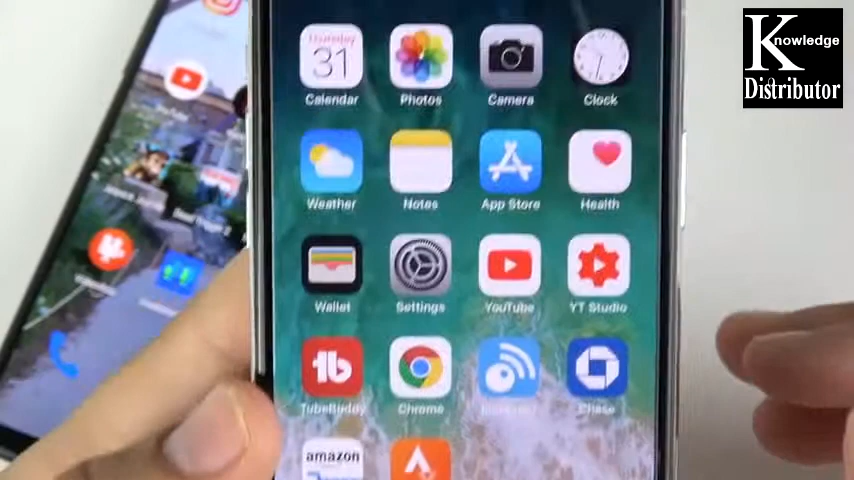 Knowledge
Distributor
Thursday
31
Calendar
Photos
Camera
Clock
Weather
Notes
App Store
Health
Wallet
Settings
YouTube
YT Studio
TubeBuddy
Chrome
Chase
amazon